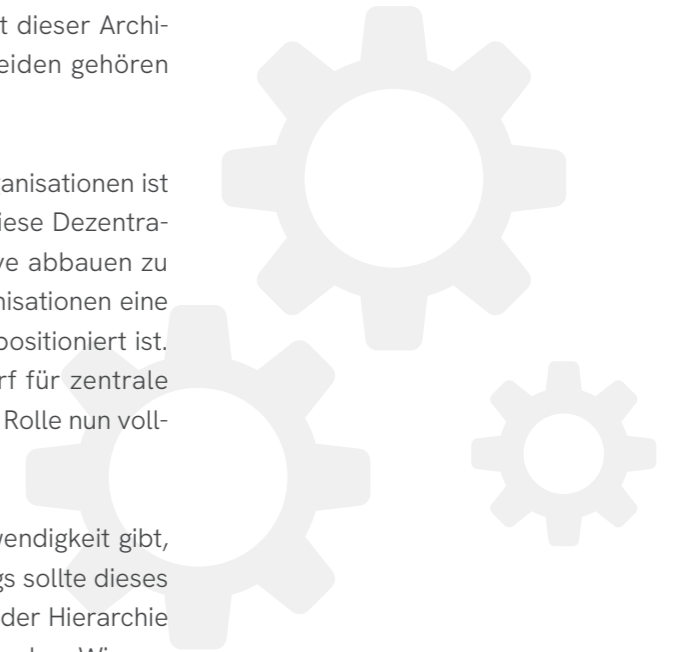 t dieser Archi-
eiden gehören
anisationen ist
iese Dezentra-
ve abbauen zu
nisationen eine
positioniert ist.
rf für zentrale
Rolle nun voll-
wendigkeit gibt,
gs sollte dieses
der Hierarchie